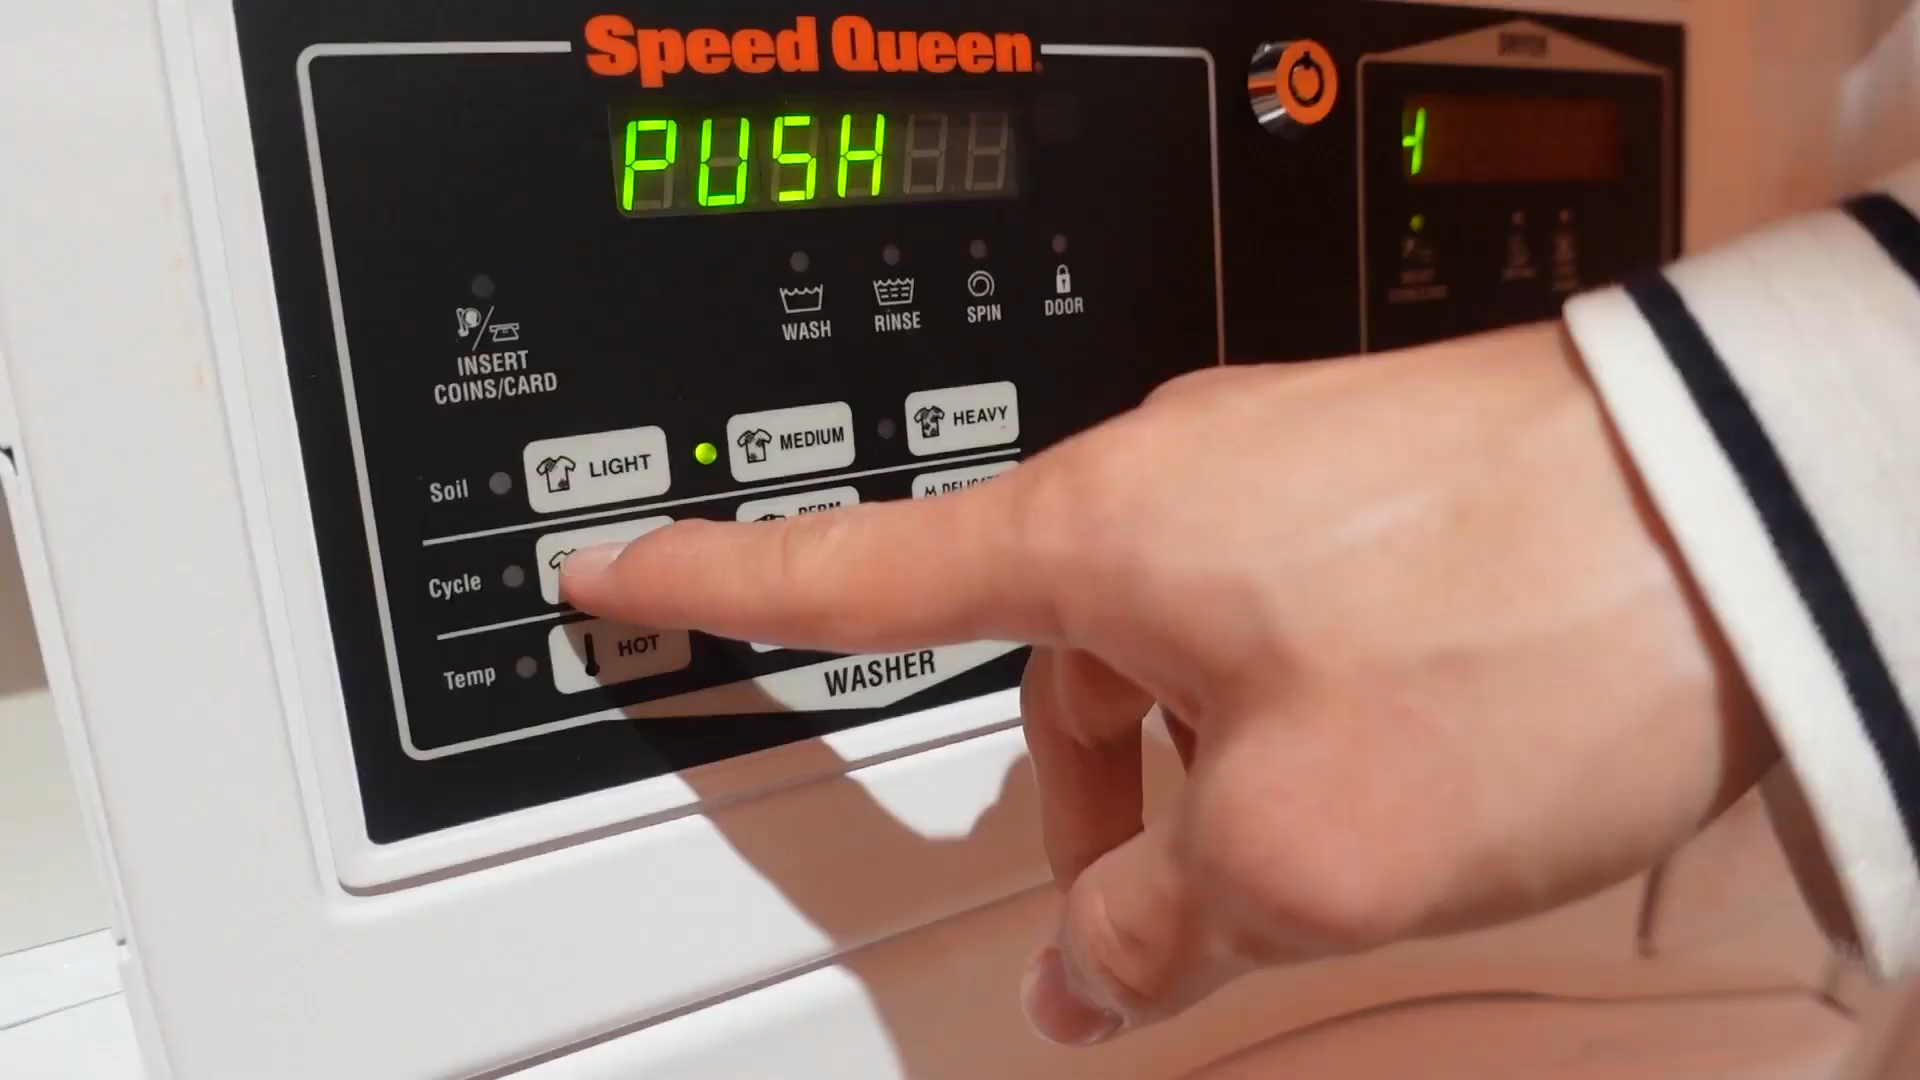 Speed Queen
PUSH
WASH
RINSE
SPIN
DOOR
INSERT
COINS/CARD
Soil
LIGHT
MEDIUM
HEAVY
Cycle
Temp
HOT
WASHER